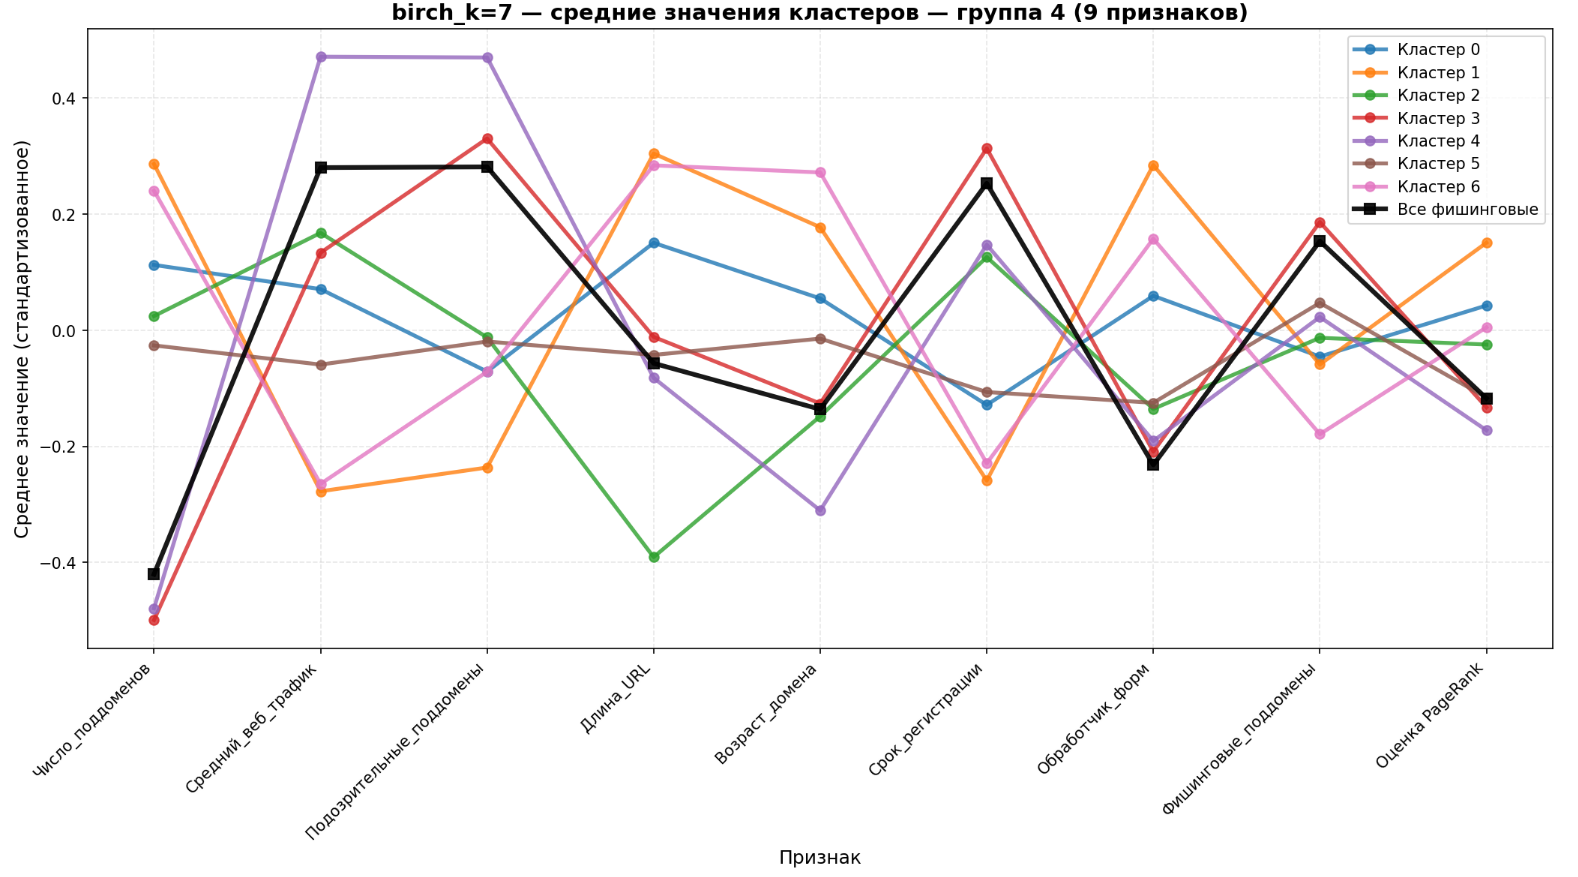 birch_k=7 — средние значения кластеров — группа 4 (9 признаков)
Среднее значение (стандартизованное)
0.4
0.2
0.0
−0.2
−0.4
Кластер 0
Кластер 1
Кластер 2
Кластер 3
Кластер 4
Кластер 5
Кластер 6
Все фишинговые
Число_поддоменов
Средний_веб_трафик
Подозрительные_поддомены
Длина_URL
Возраст_домена
Срок_регистрации
Обработчик_форм
Фишинговые_поддомены
Оценка PageRank
Признак